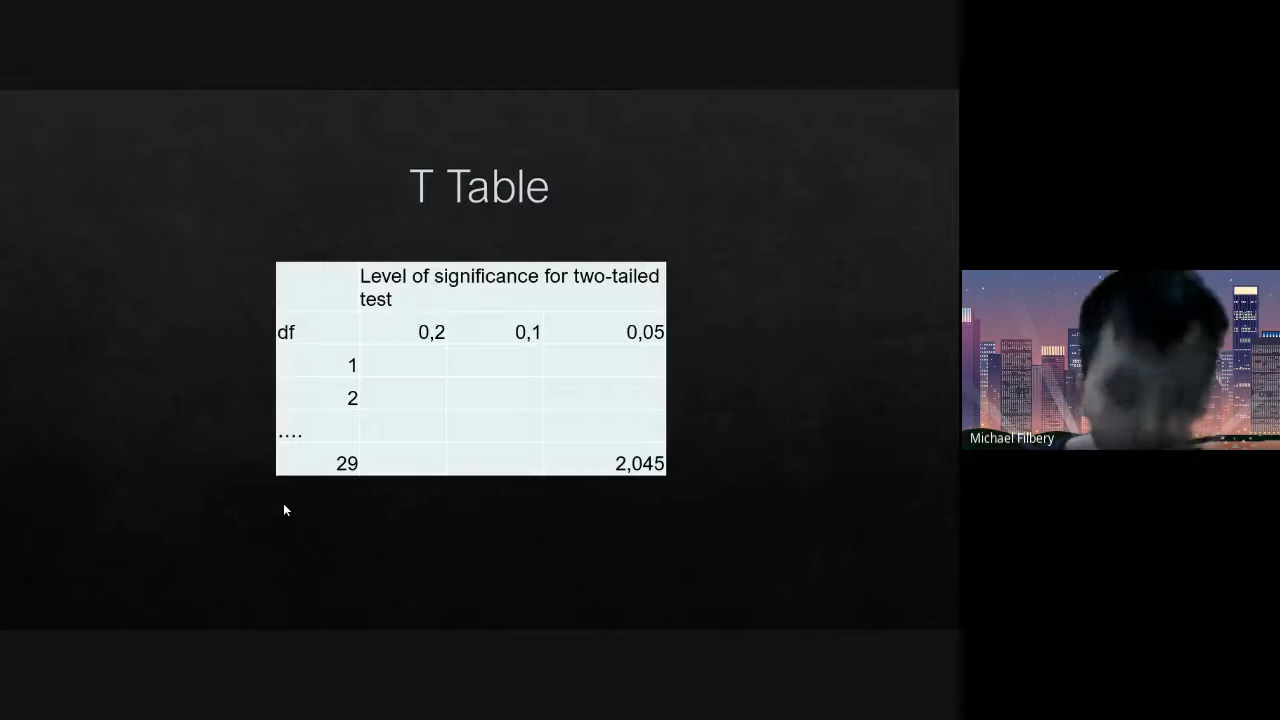 T Table
Level of significance for two-tailed
test
df 0,2 0,1 0,05
1
2
....
29 2,045
Michael Filbery